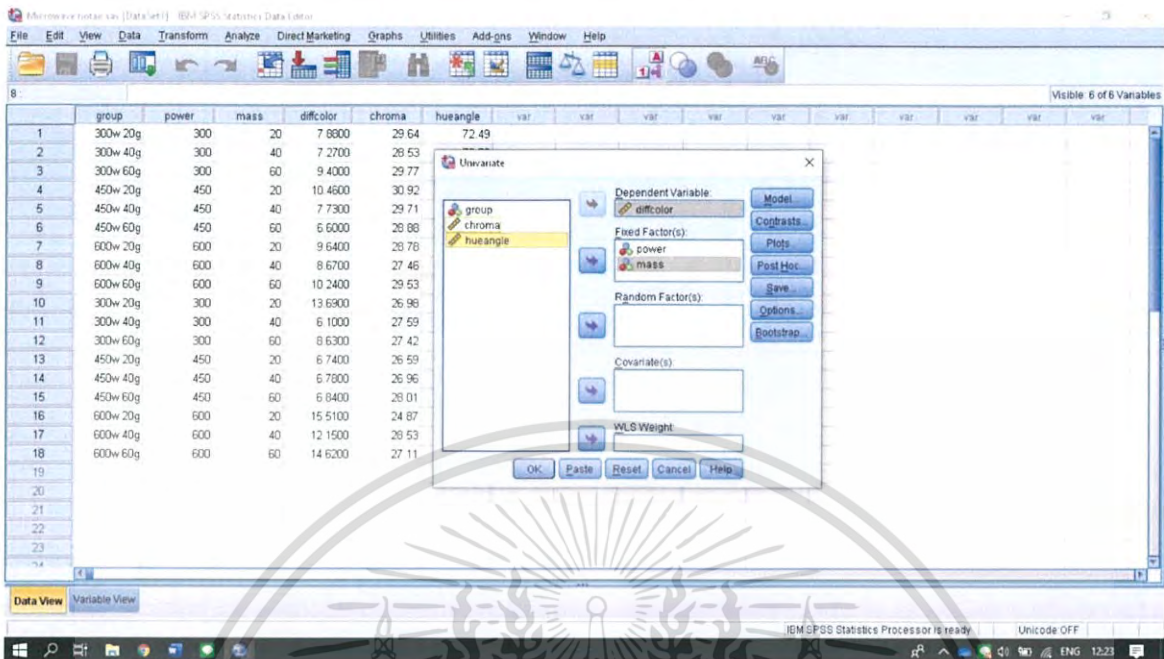 Microwave notae.sav [DataSet1] - IBM SPSS Statistics Data Editor
File Edit View Data Transform Analyze Direct Marketing Graphs Utilities Add-ons Window Help
8 :
Visible: 6 of 6 Variables
group power mass diffcolor chroma hueangle var var var var var var var var var
1 300w 20g 300 20 7.8800 29.64 72.49
2 300w 40g 300 40 7.2700 28.53
3 300w 60g 300 60 9.4000 29.77
4 450w 20g 450 20 10.4600 30.92
5 450w 40g 450 40 7.7300 29.71
6 450w 60g 450 60 6.6000 28.88
7 600w 20g 600 20 9.6400 28.78
8 600w 40g 600 40 8.6700 27.46
9 600w 60g 600 60 10.2400 29.53
10 300w 20g 300 20 13.6900 26.98
11 300w 40g 300 40 6.1000 27.59
12 300w 60g 300 60 8.6300 27.42
13 450w 20g 450 20 6.7400 26.59
14 450w 40g 450 40 6.7800 26.96
15 450w 60g 450 60 6.8400 28.01
16 600w 20g 600 20 15.5100 24.87
17 600w 40g 600 40 12.1500 28.53
18 600w 60g 600 60 14.6200 27.11
19
20
21
22
23
24
Univariate
group
chroma
hueangle
Dependent Variable:
diffcolor
Fixed Factor(s):
power
mass
Random Factor(s):
Covariate(s):
WLS Weight:
Model...
Contrasts...
Plots...
Post Hoc...
Save...
Options...
Bootstrap...
OK Paste Reset Cancel Help
Data View Variable View
IBM SPSS Statistics Processor is ready Unicode:OFF
ENG 12:23